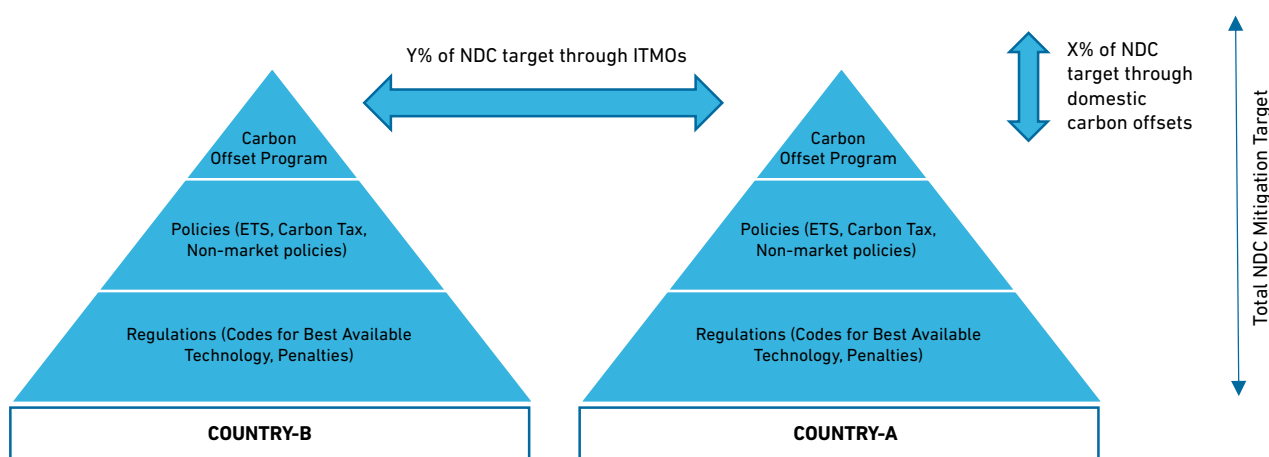 Y% of NDC target through ITMOs
X% of NDC
target through
domestic
carbon offsets
Total NDC Mitigation Target
Carbon
Offset Program
Policies (ETS, Carbon Tax,
Non-market policies)
Regulations (Codes for Best Available
Technology, Penalties)
COUNTRY-B
Carbon
Offset Program
Policies (ETS, Carbon Tax,
Non-market policies)
Regulations (Codes for Best Available
Technology, Penalties)
COUNTRY-A